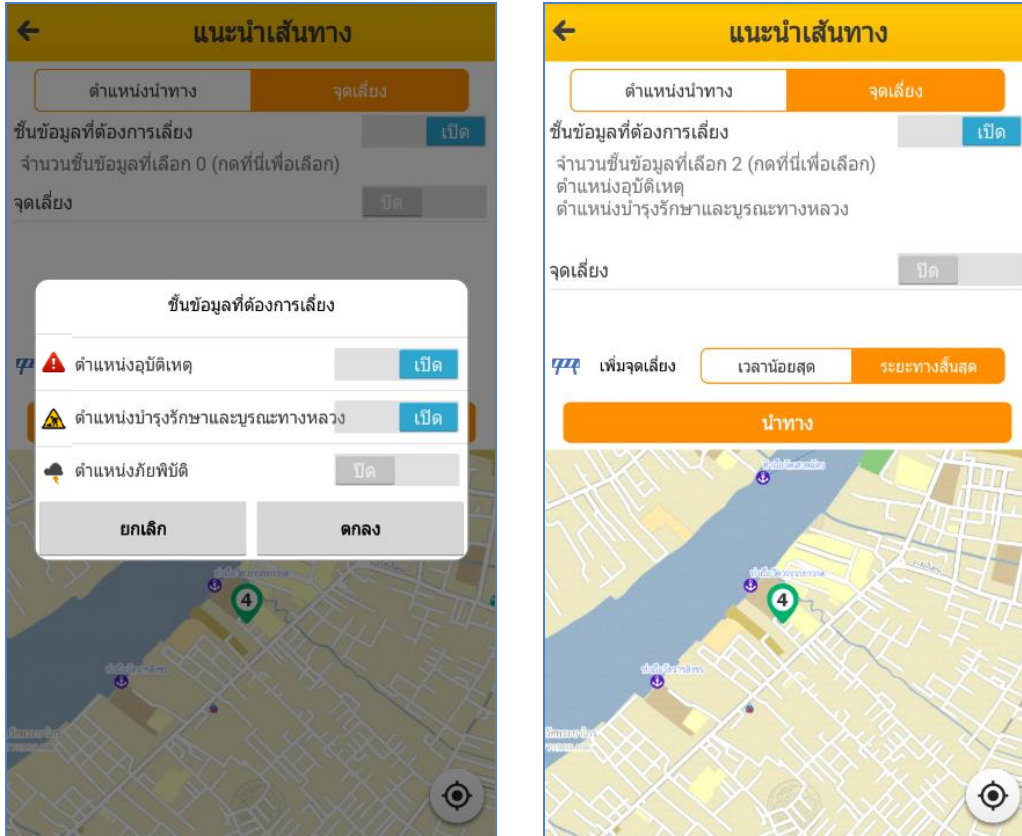 แนะนำเส้นทาง
ตำแหน่งนำทาง
จุดเลี่ยง
ชั้นข้อมูลที่ต้องการเลี่ยง
เปิด
จำนวนชั้นข้อมูลที่เลือก 0 (กดที่นี่เพื่อเลือก)
จุดเลี่ยง
ปิด
ชั้นข้อมูลที่ต้องการเลี่ยง
ตำแหน่งอุบัติเหตุ
เปิด
ตำแหน่งบำรุงรักษาและบูรณะทางหลวง
เปิด
ตำแหน่งภัยพิบัติ
ปิด
ยกเลิก
ตกลง
4
แนะนำเส้นทาง
ตำแหน่งนำทาง
จุดเลี่ยง
ชั้นข้อมูลที่ต้องการเลี่ยง
เปิด
จำนวนชั้นข้อมูลที่เลือก 2 (กดที่นี่เพื่อเลือก)
ตำแหน่งอุบัติเหตุ
ตำแหน่งบำรุงรักษาและบูรณะทางหลวง
จุดเลี่ยง
ปิด
เพิ่มจุดเลี่ยง
เวลาน้อยสุด
ระยะทางสั้นสุด
นำทาง
4